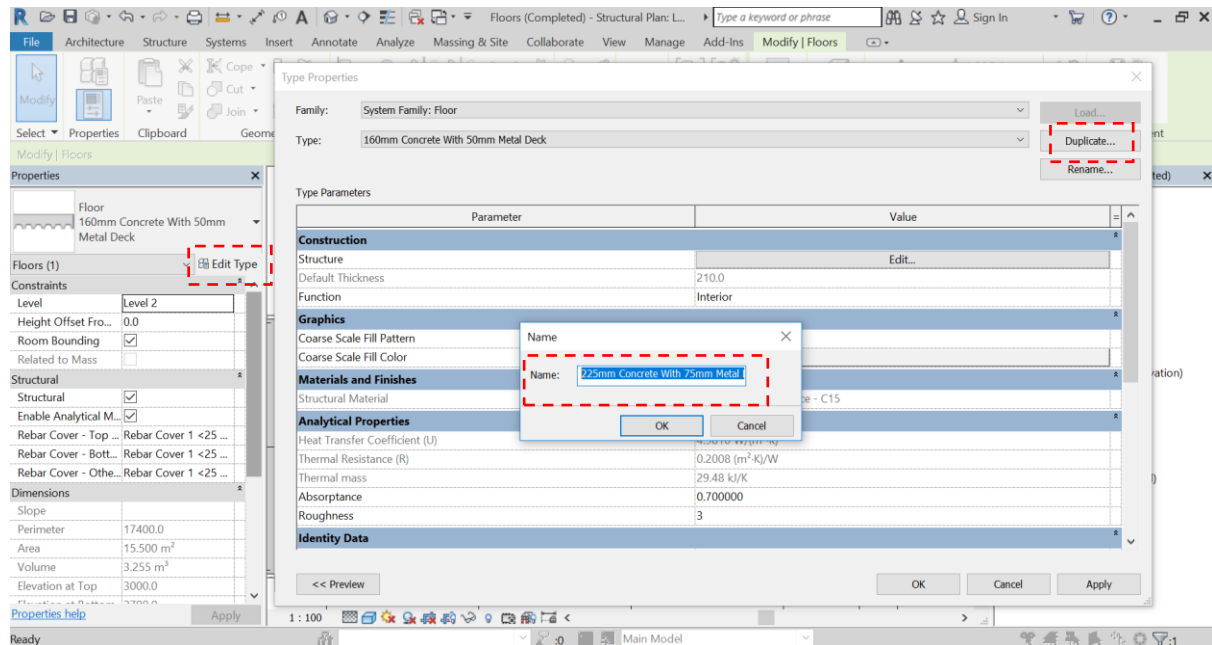 R Floors (Completed) - Structural Plan: L... Type a keyword or phrase Sign In
File Architecture Structure Systems Insert Annotate Analyze Massing & Site Collaborate View Manage Add-Ins Modify | Floors
Modify Paste Cope
Cut
Join
Select Properties Clipboard Geome
Modify | Floors
Properties
Floor
160mm Concrete With 50mm
Metal Deck
Floors (1) Edit Type
Constraints
Level Level 2
Height Offset Fro... 0.0
Room Bounding
Related to Mass
Structural
Structural
Enable Analytical M...
Rebar Cover - Top ... Rebar Cover 1 <25 ...
Rebar Cover - Bott... Rebar Cover 1 <25 ...
Rebar Cover - Othe... Rebar Cover 1 <25 ...
Dimensions
Slope
Perimeter 17400.0
Area 15.500 m²
Volume 3.255 m³
Elevation at Top 3000.0
Properties help Apply
Ready
Type Properties
Family: System Family: Floor Load...
Type: 160mm Concrete With 50mm Metal Deck Duplicate...
Rename...
Type Parameters
Parameter Value =
Construction
Structure Edit...
Default Thickness 210.0
Function Interior
Graphics
Coarse Scale Fill Pattern
Coarse Scale Fill Color
Materials and Finishes
Structural Material ce - C15
Analytical Properties
Heat Transfer Coefficient (U)
Thermal Resistance (R) 0.2008 (m²·K)/W
Thermal mass 29.48 kJ/K
Absorptance 0.700000
Roughness 3
Identity Data
<< Preview OK Cancel Apply
Name
Name: 225mm Concrete With 75mm Metal
OK Cancel
ent
ted)
vation)
1 : 100
:0 Main Model :1